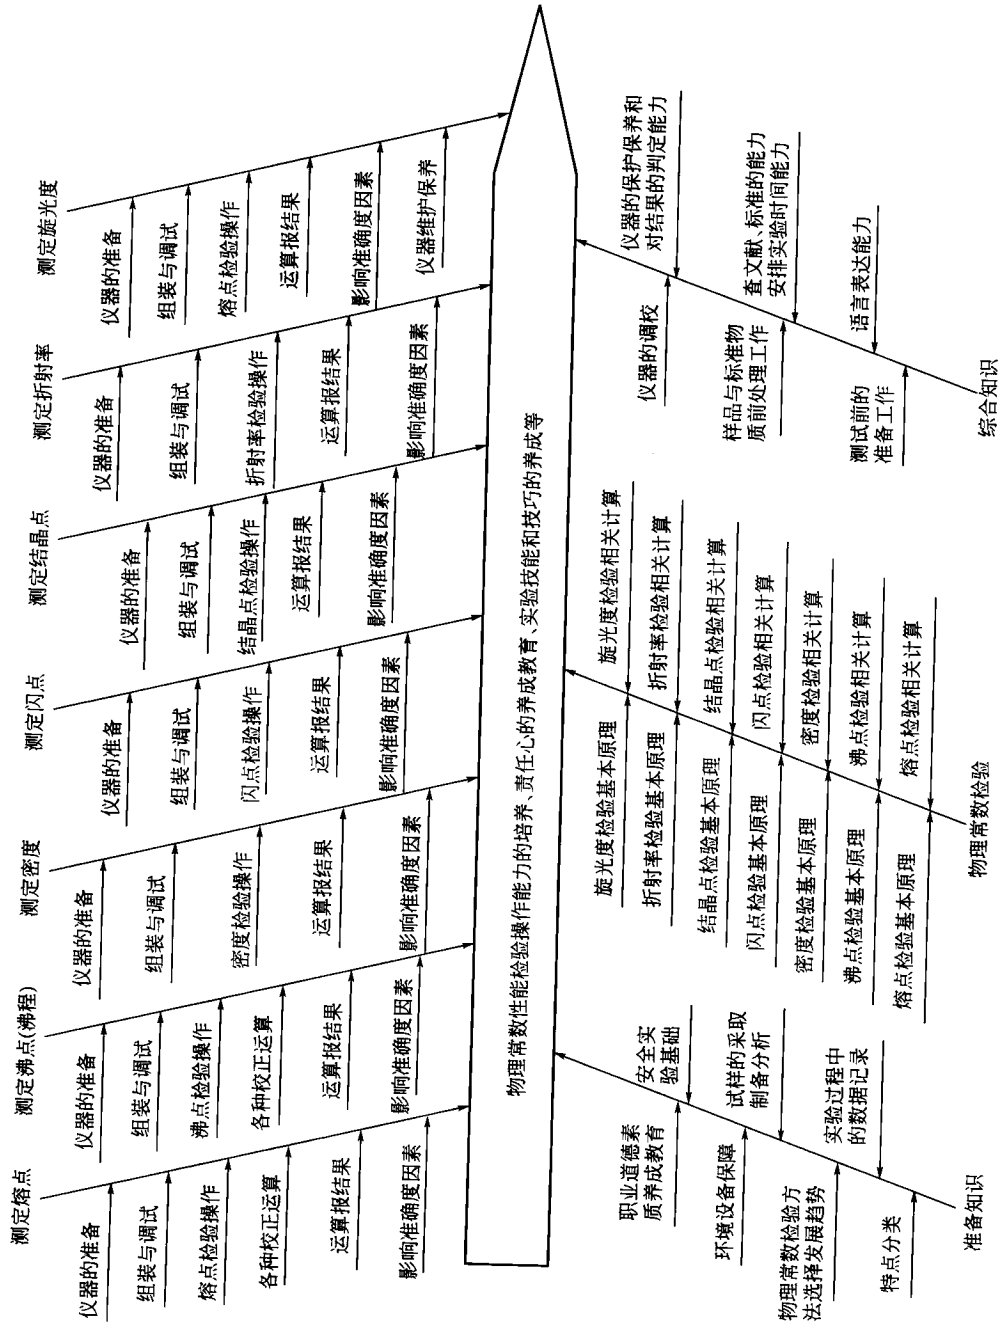 测定熔点
仪器的准备
组装与调试
熔点检验操作
各种校正运算
运算报结果
影响准确度因素
测定沸点(沸程)
仪器的准备
组装与调试
沸点检验操作
各种校正运算
运算报结果
影响准确度因素
测定密度
仪器的准备
组装与调试
密度检验操作
运算报结果
影响准确度因素
测定闪点
仪器的准备
组装与调试
闪点检验操作
运算报结果
影响准确度因素
测定结晶点
仪器的准备
组装与调试
结晶点检验操作
运算报结果
影响准确度因素
测定折射率
仪器的准备
组装与调试
折射率检验操作
运算报结果
影响准确度因素
测定旋光度
仪器的准备
组装与调试
熔点检验操作
运算报结果
影响准确度因素
仪器维护保养
物理常数性能检验操作能力的培养、责任心的养成教育、实验技能和技巧的养成等
职业道德素
质养成教育
环境设备保障
物理常数检验方
法选择发展趋势
特点分类
安全实
验基础
试样的采取
制备分析
实验过程中
的数据记录
准备知识
旋光度检验基本原理
折射率检验基本原理
结晶点检验基本原理
闪点检验基本原理
密度检验基本原理
沸点检验基本原理
熔点检验基本原理
旋光度检验相关计算
折射率检验相关计算
结晶点检验相关计算
闪点检验相关计算
密度检验相关计算
沸点检验相关计算
熔点检验相关计算
物理常数检验
仪器的调校
样品与标准物
质前处理工作
测试前的
准备工作
仪器的保护保养和
对结果的判定能力
查文献、标准的能力
安排实验时间能力
语言表达能力
综合知识